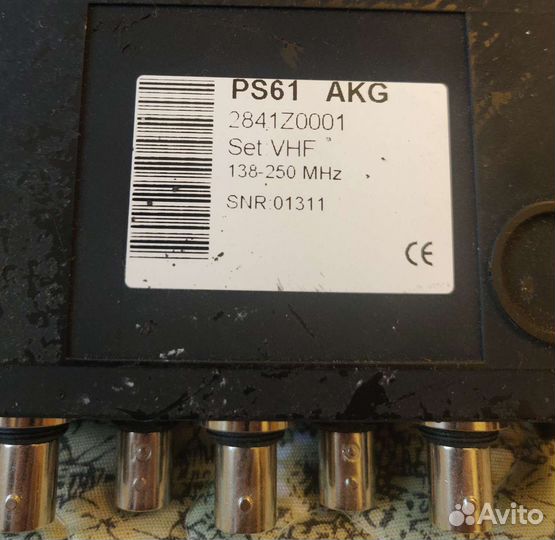 PS61 AKG
2841Z0001
Set VHF
138-250 MHz
SNR:01311
CE
Avito